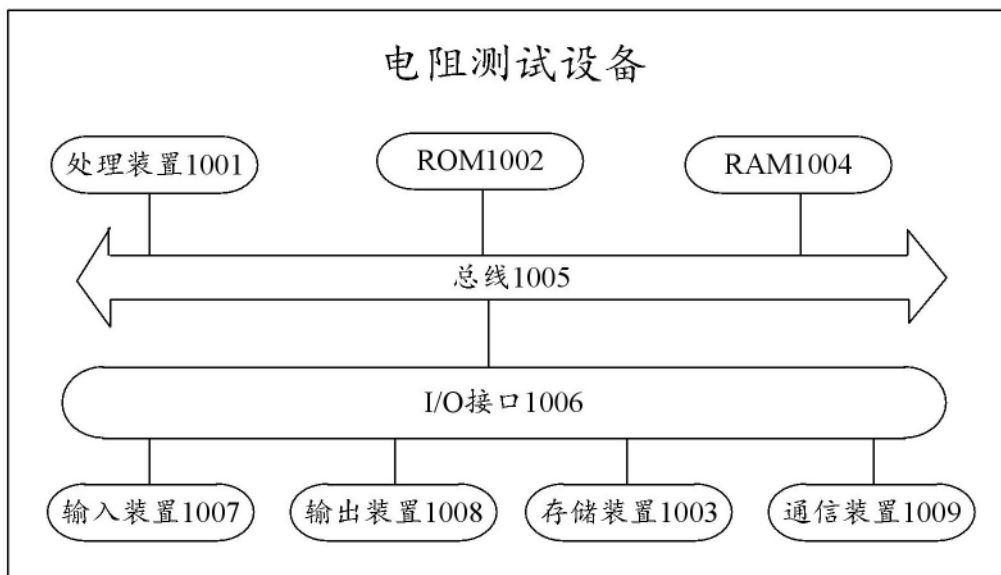 电阻测试设备
处理装置1001
ROM1002
RAM1004
总线1005
I/O接口1006
输入装置1007
输出装置1008
存储装置1003
通信装置1009